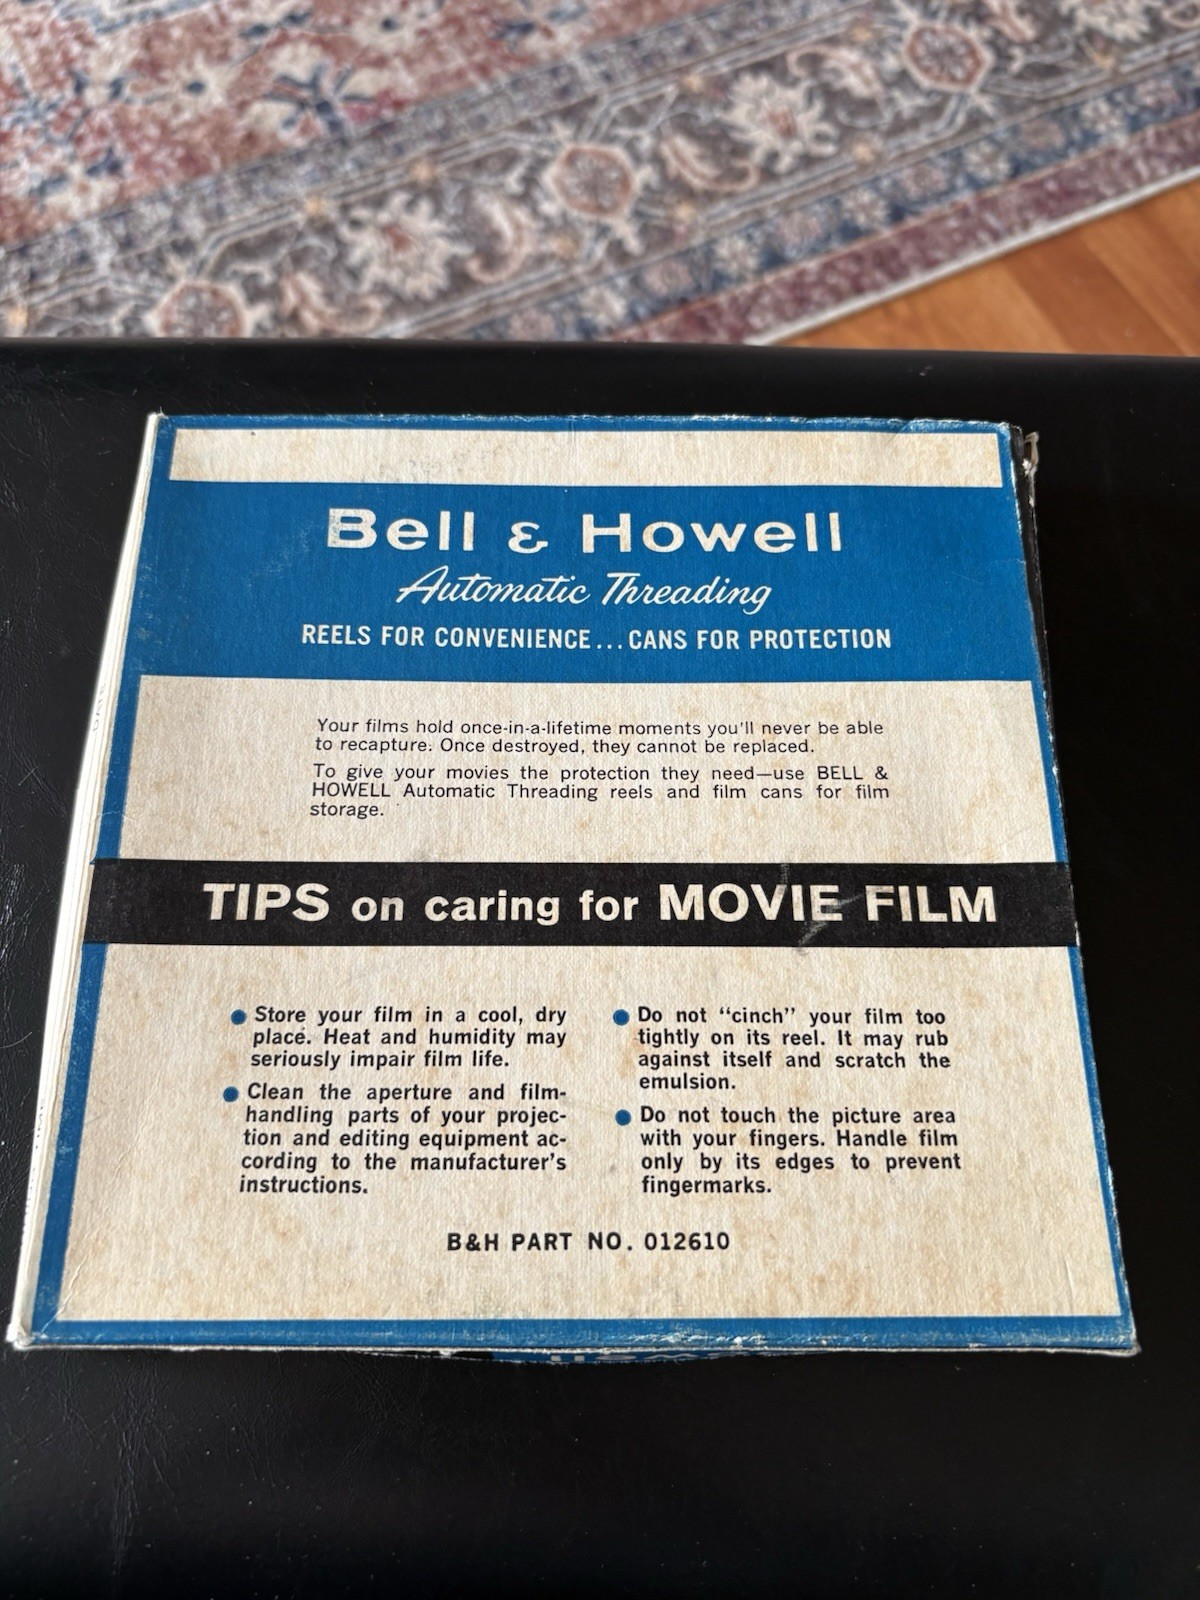 Bell & Howell
Automatic Threading
REELS FOR CONVENIENCE...CANS FOR PROTECTION
Your films hold once-in-a-lifetime moments you'll never be able
to recapture. Once destroyed, they cannot be replaced.
To give your movies the protection they need—use BELL &
HOWELL Automatic Threading reels and film cans for film
storage.
TIPS on caring for MOVIE FILM
● Store your film in a cool, dry
place. Heat and humidity may
seriously impair film life.
● Clean the aperture and film-
handling parts of your projec-
tion and editing equipment ac-
cording to the manufacturer's
instructions.
● Do not “cinch” your film too
tightly on its reel. It may rub
against itself and scratch the
emulsion.
● Do not touch the picture area
with your fingers. Handle film
only by its edges to prevent
fingermarks.
B&H PART NO. 012610